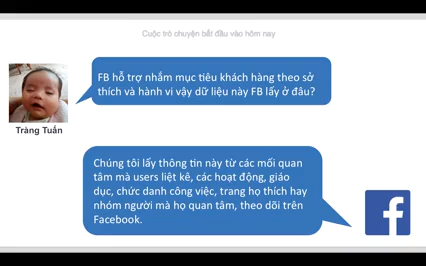 Cuộc trò chuyện bắt đầu vào hôm nay
FB hỗ trợ nhắm mục tiêu khách hàng theo sở
thích và hành vi vậy dữ liệu này FB lấy ở đâu?
Tràng Tuấn
Chúng tôi lấy thông tin này từ các mối quan
tâm mà users liệt kê, các hoạt động, giáo
dục, chức danh công việc, trang họ thích hay
nhóm người mà họ quan tâm, theo dõi trên
Facebook.